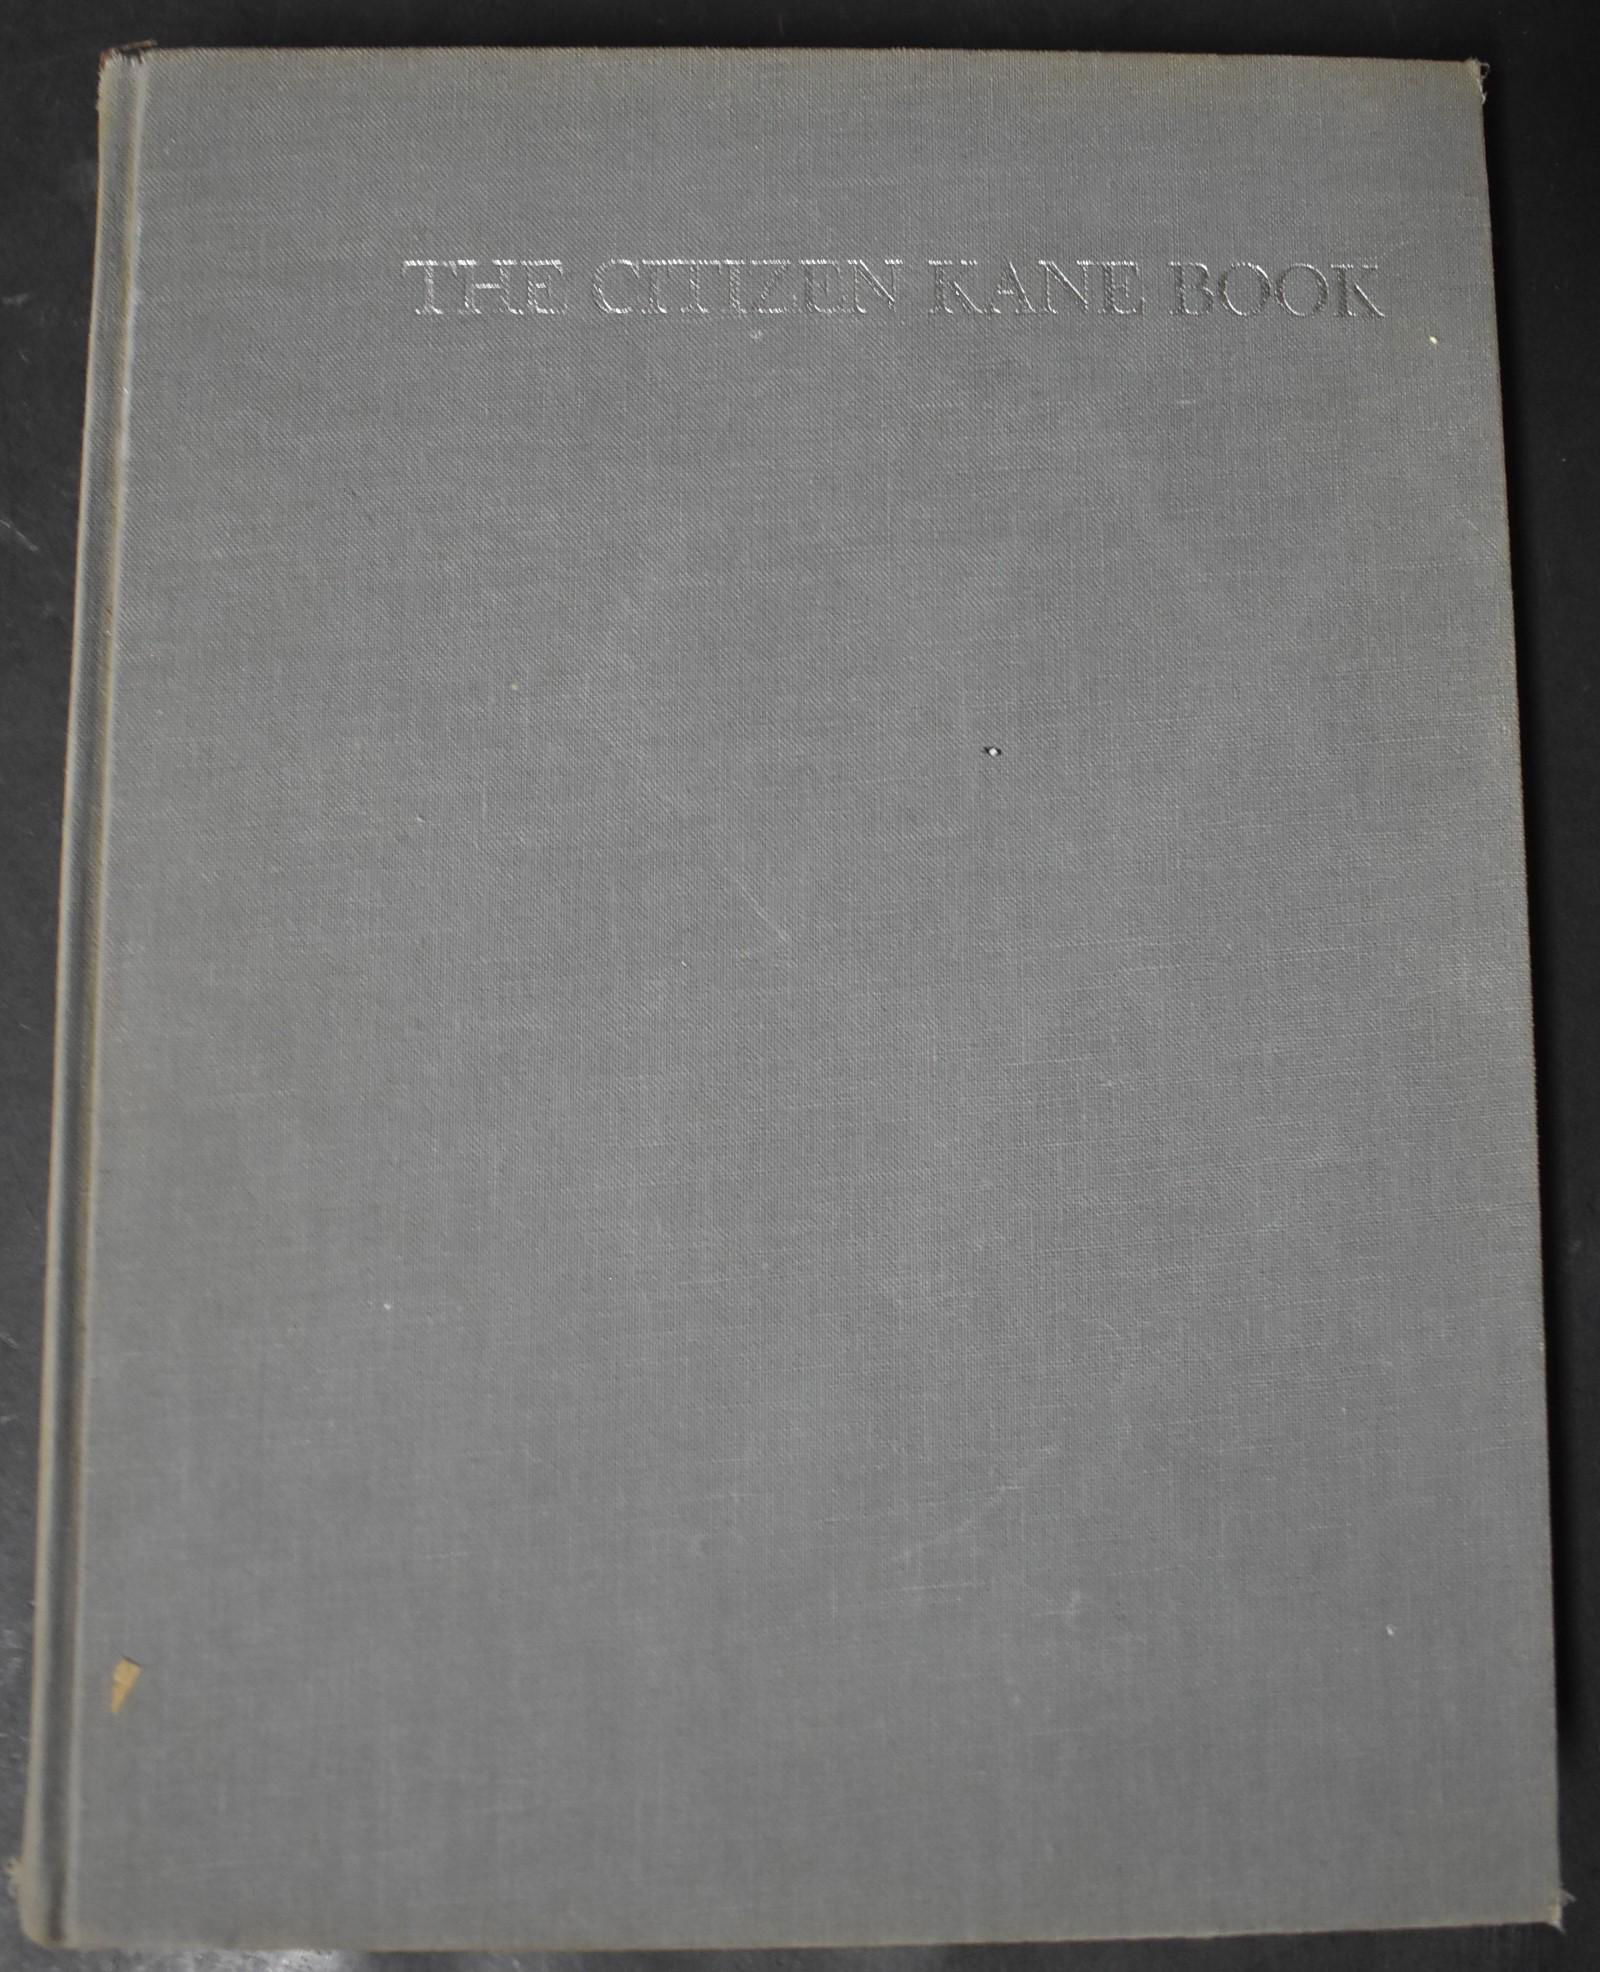 THE CITIZEN KANE BOOK